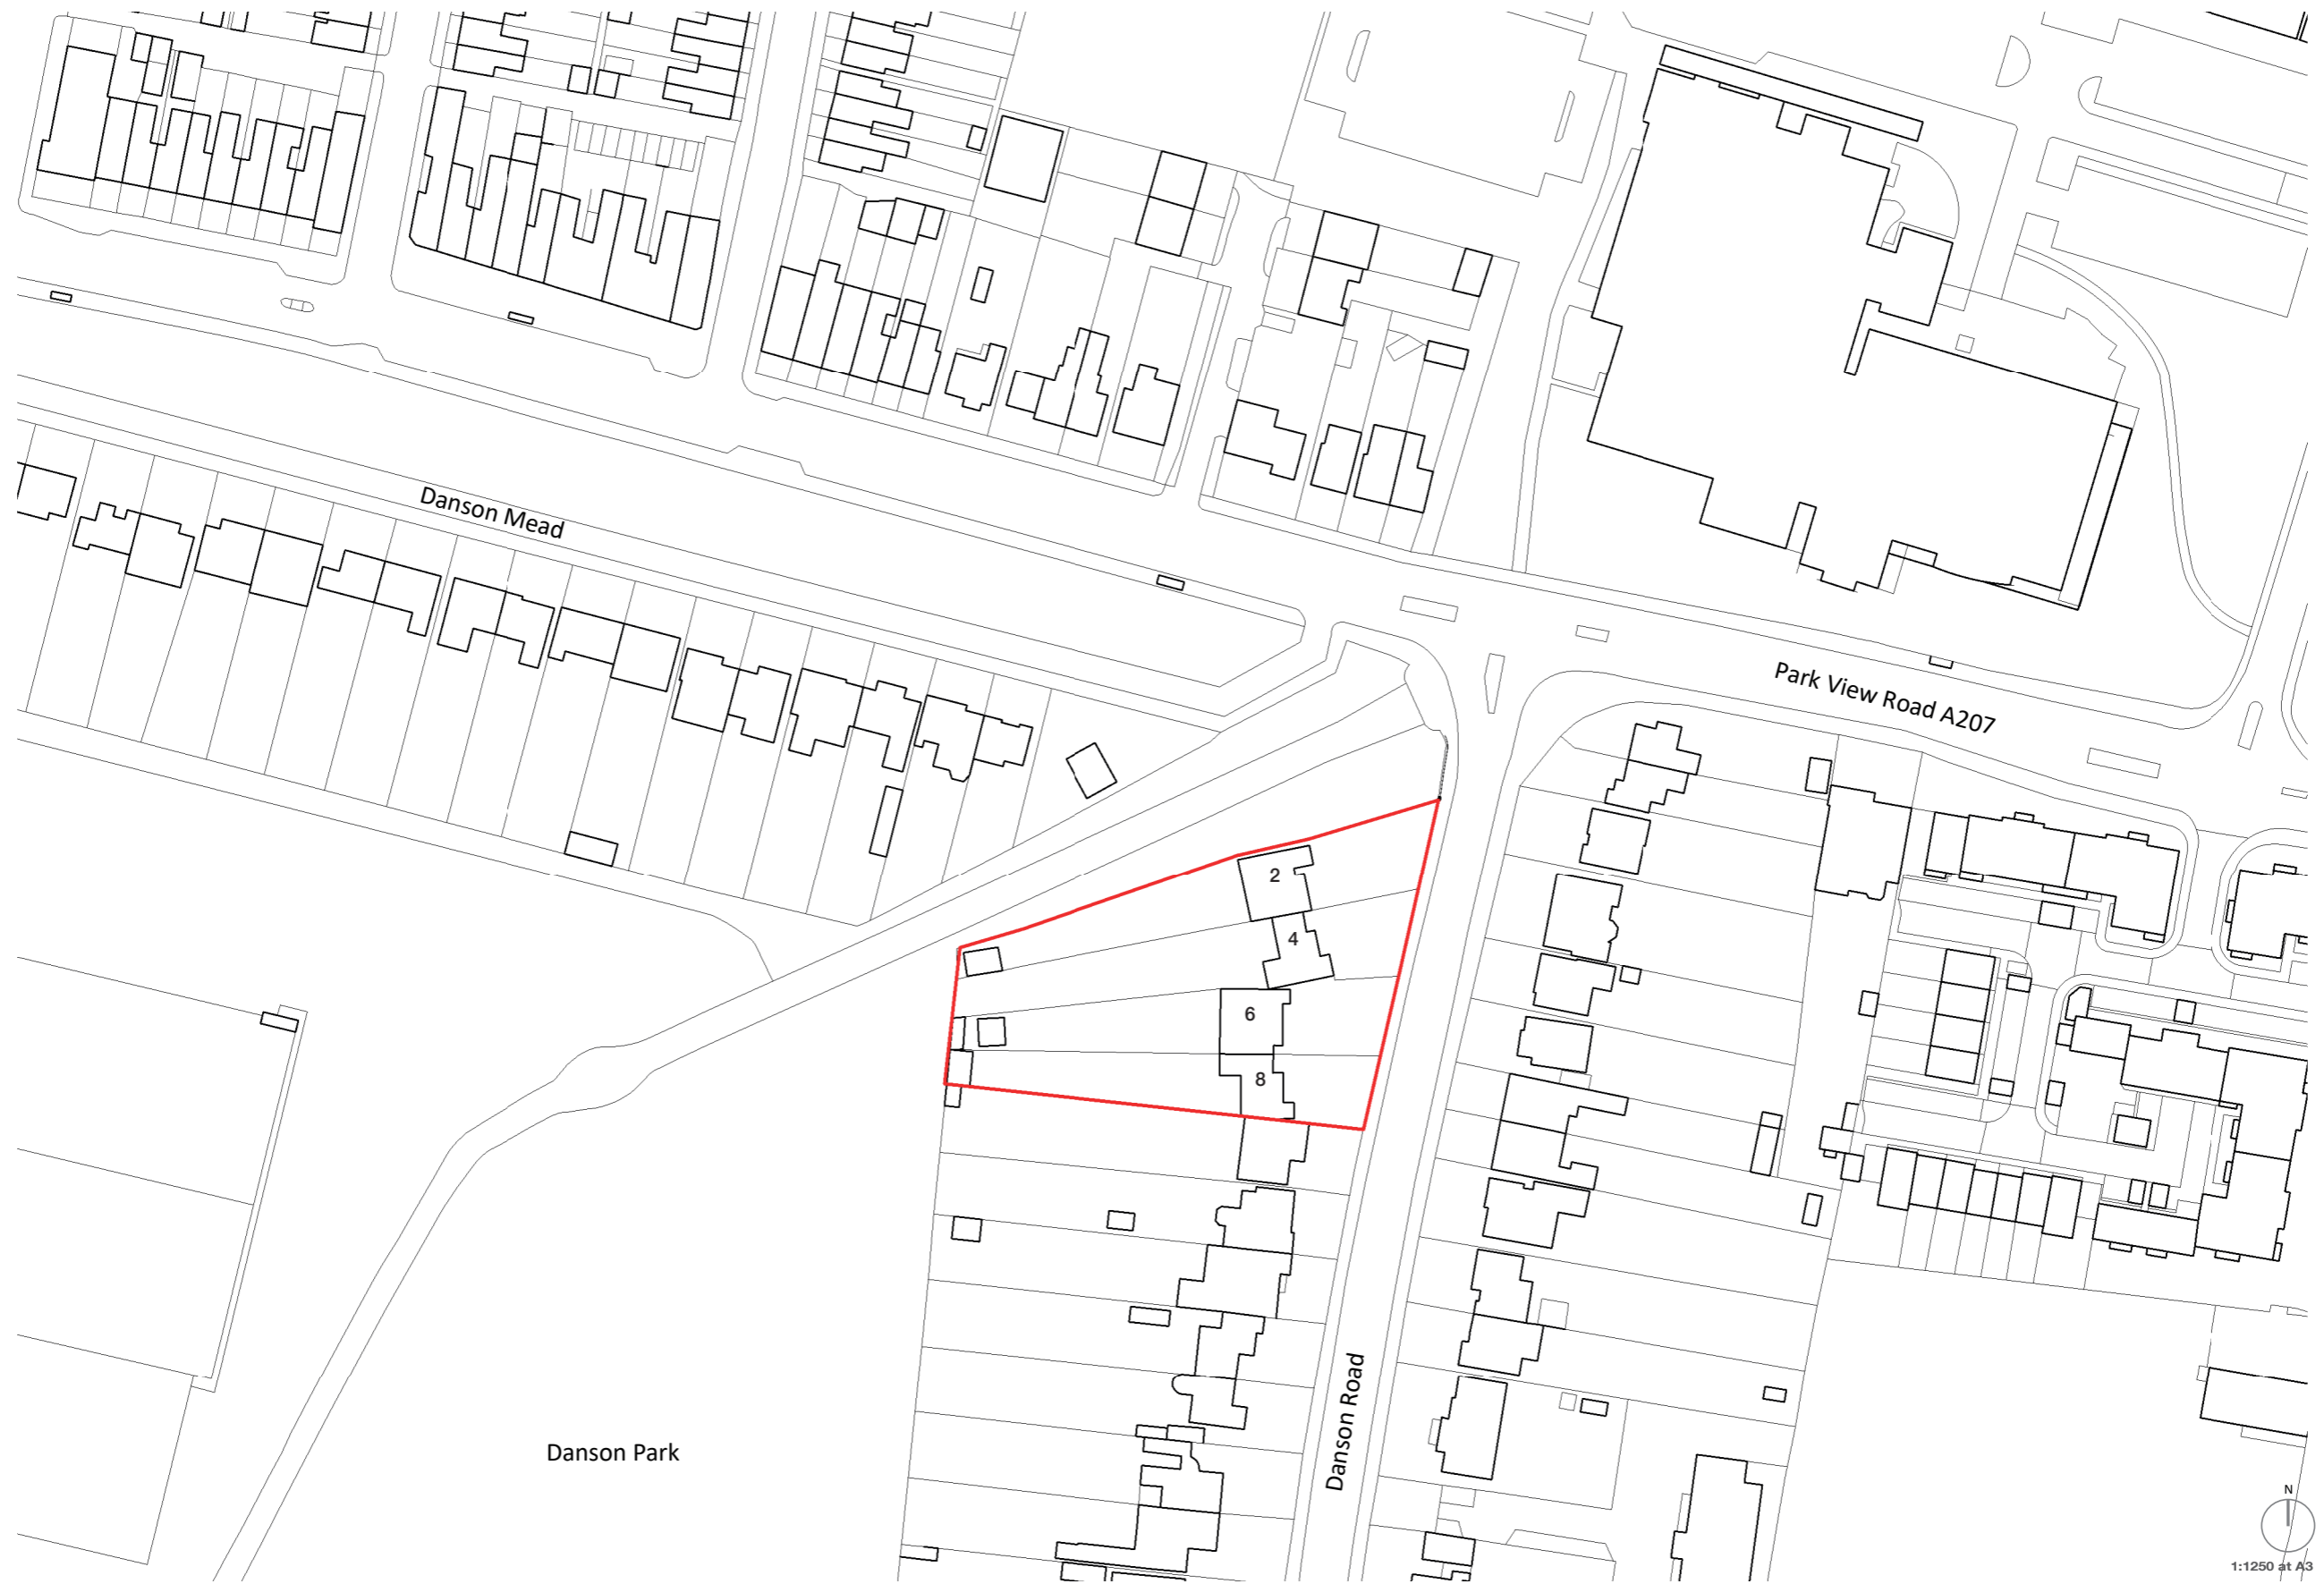 Danson Mead
Park View Road A207
2
4
6
8
Danson Road
Danson Park
N
1:1250 at A3